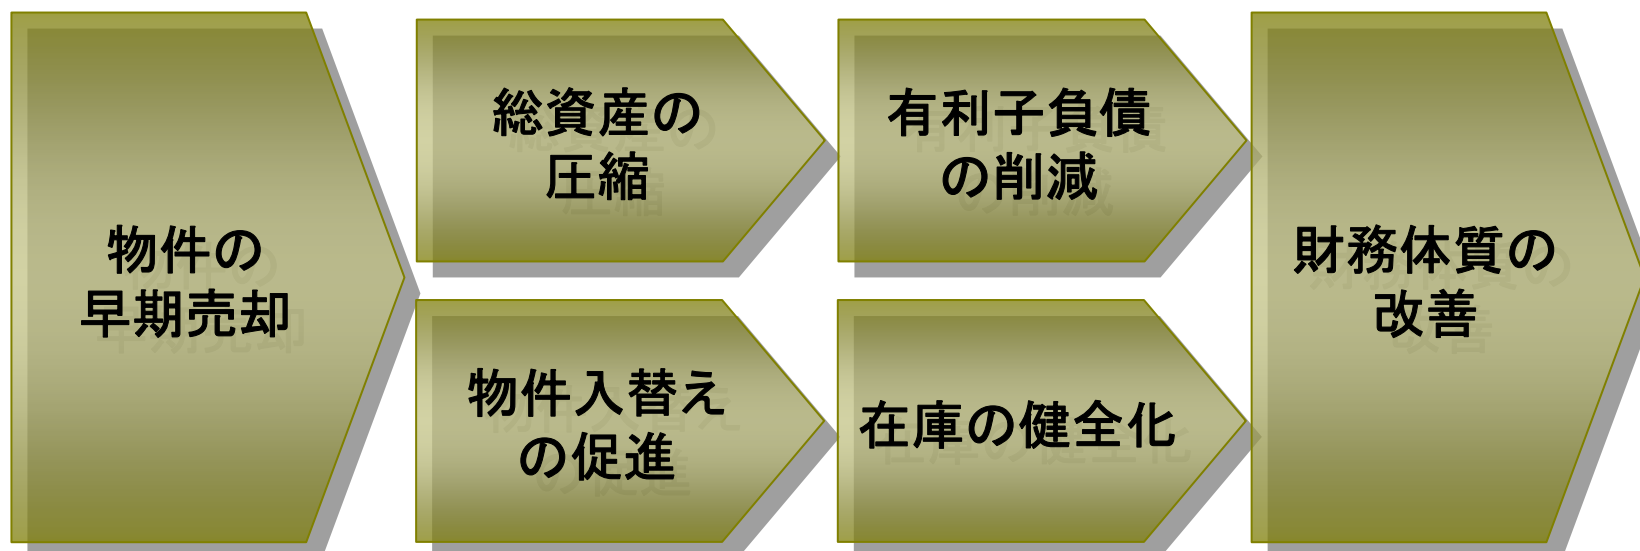 物件の
早期売却
総資産の
圧縮
有利子負債
の削減
物件入替え
の促進
在庫の健全化
財務体質の
改善